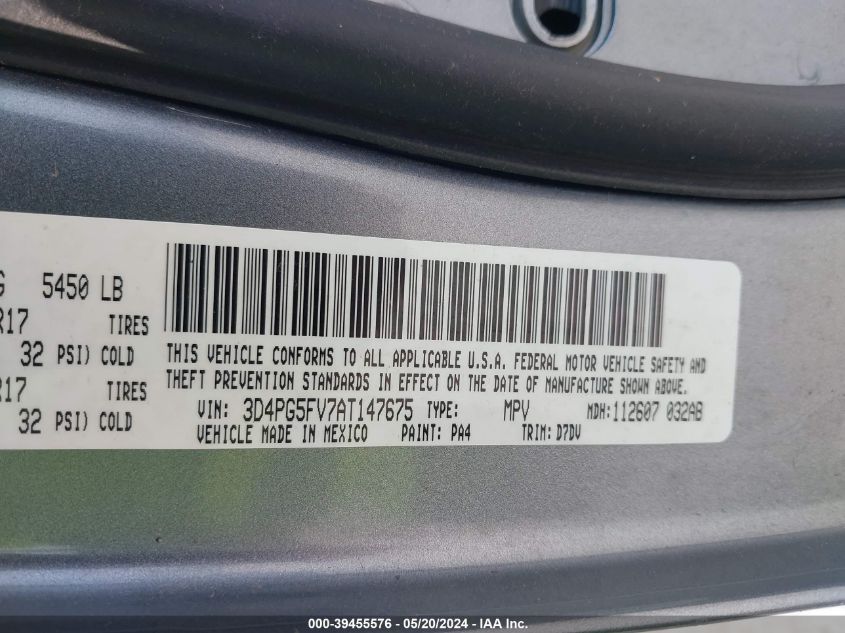 G 5450 LB
R17 TIRES
32 PSI) COLD
R17 TIRES
32 PSI) COLD
THIS VEHICLE CONFORMS TO ALL APPLICABLE U.S.A. FEDERAL MOTOR VEHICLE SAFETY AND
THEFT PREVENTION STANDARDS IN EFFECT ON THE DATE OF MANUFACTURE SHOWN ABOVE.
VIN: 3D4PG5FV7AT147675 TYPE: MPV MDH: 112607 032AB
VEHICLE MADE IN MEXICO PAINT: PA4 TRIM: D7DV
000-39455576 - 05/20/2024 - IAA Inc.